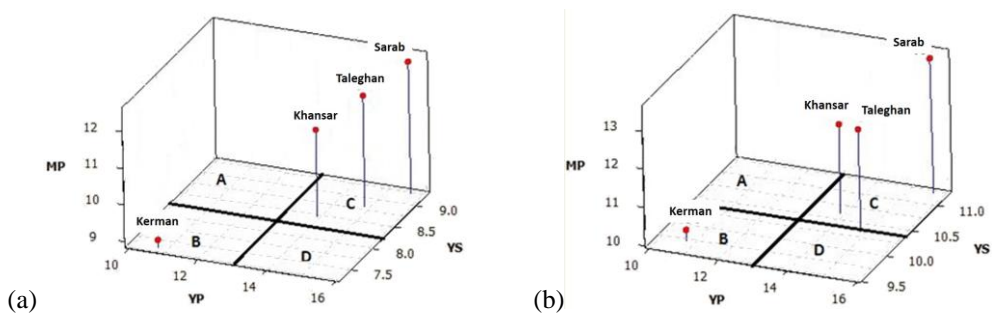 Sarab
Taleghan
Khansar
12
11
MP
10
9
A
C
Kerman
B
D
9.0
8.5
8.0
YS
7.5
10
12
14
16
YP
(a)
Sarab
Khansar
Taleghan
13
12
MP
11
10
A
C
Kerman
B
D
11.0
10.5
YS
10.0
9.5
10
12
14
16
YP
(b)